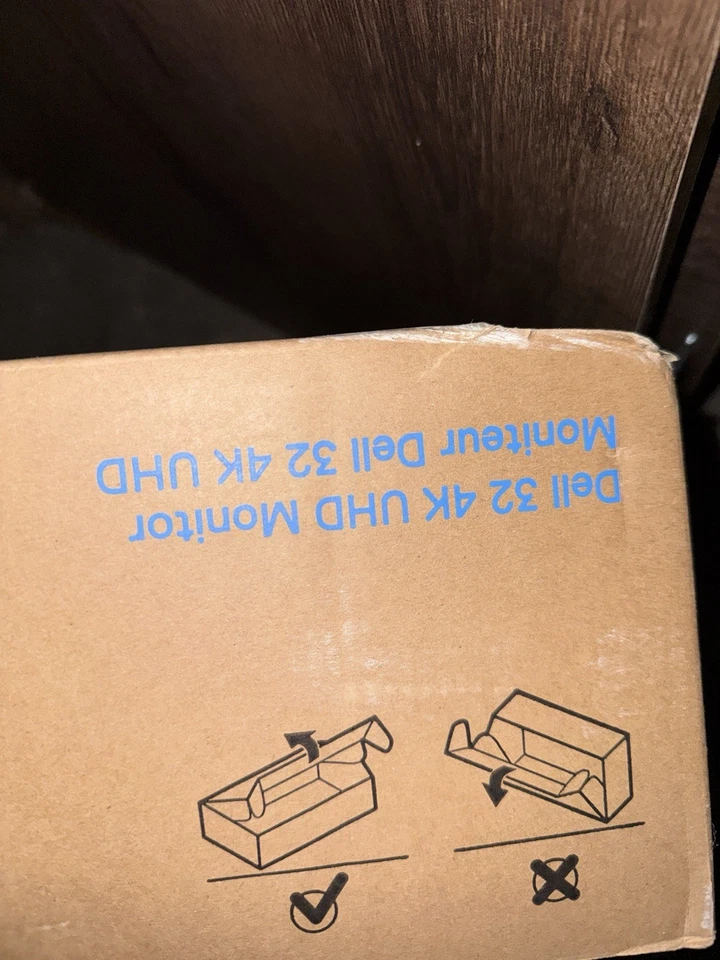 Dell 32 4K UHD Monitor
Moniteur Dell 32 4K UHD